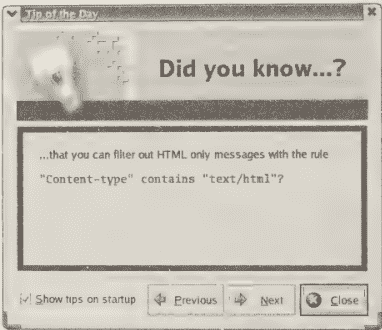 Tip of the Day
Did you know...?
...that you can filter out HTML only messages with the rule
"Content-type" contains "text/html"?
Show tips on startup
Previous
Next
Close